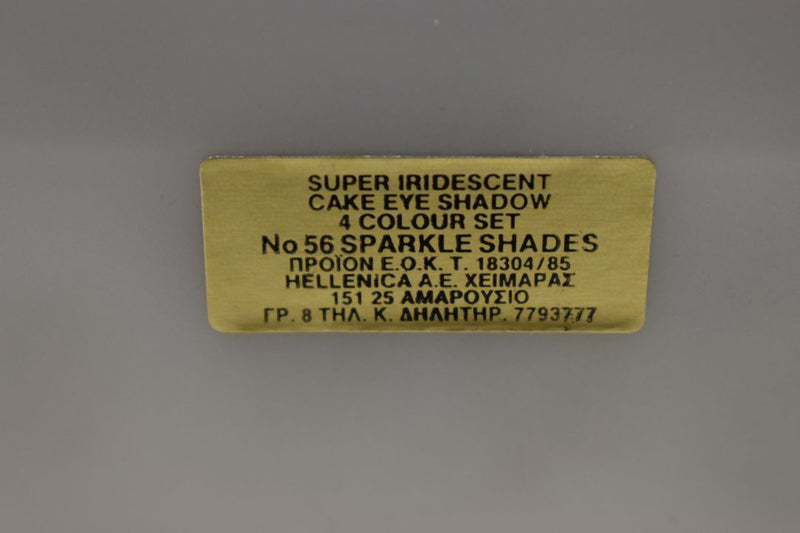 SUPER IRIDESCENT
CAKE EYE SHADOW
4 COLOUR SET
No 56 SPARKLE SHADES
ΠΡΟΪΟΝ Ε.Ο.Κ. Τ. 18304/85
HELLENICA A.E. ΧΕΙΜΑΡΑΣ
151 25 ΑΜΑΡΟΥΣΙΟ
ΓΡ. 8 ΤΗΛ. Κ. ΔΗΛΗΤΗΡ. 7793777